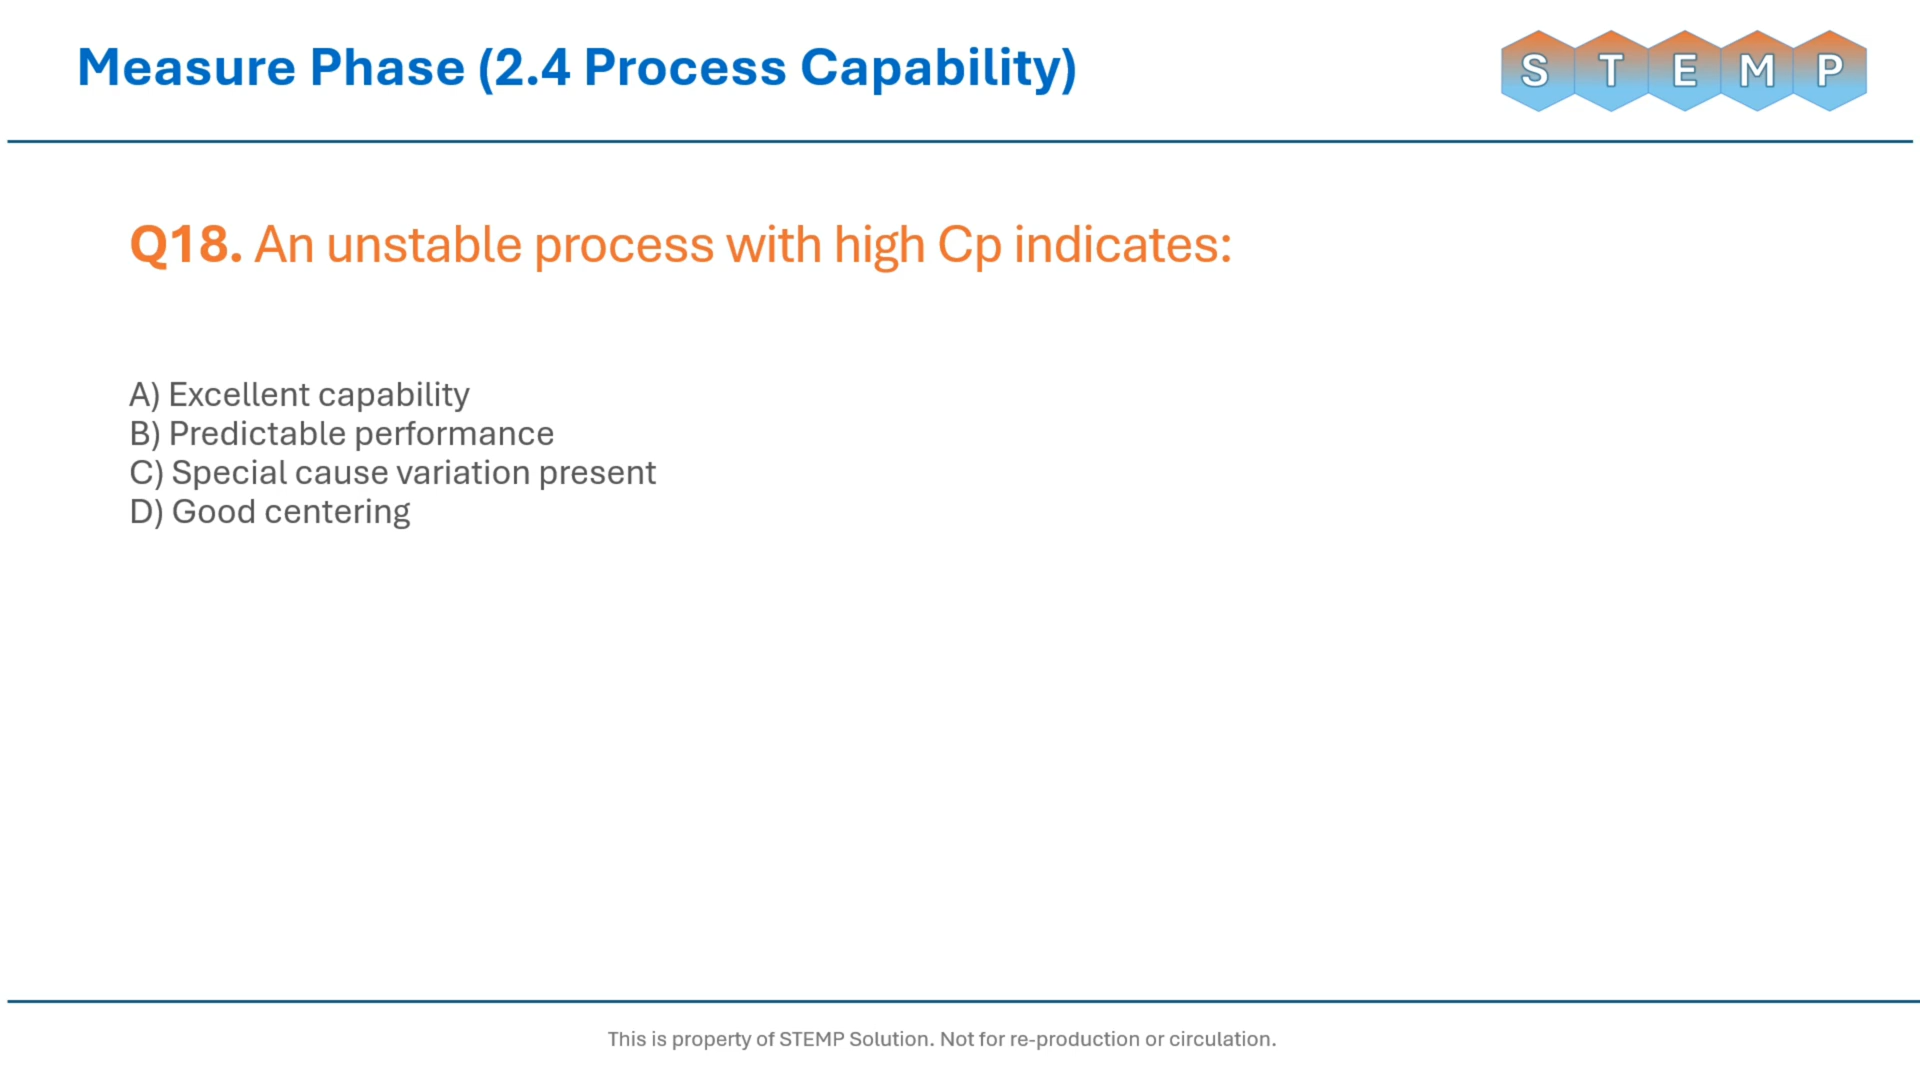 Measure Phase (2.4 Process Capability)
STEMP
Q18. An unstable process with high Cp indicates:
A) Excellent capability
B) Predictable performance
C) Special cause variation present
D) Good centering
This is property of STEMP Solution. Not for re-production or circulation.